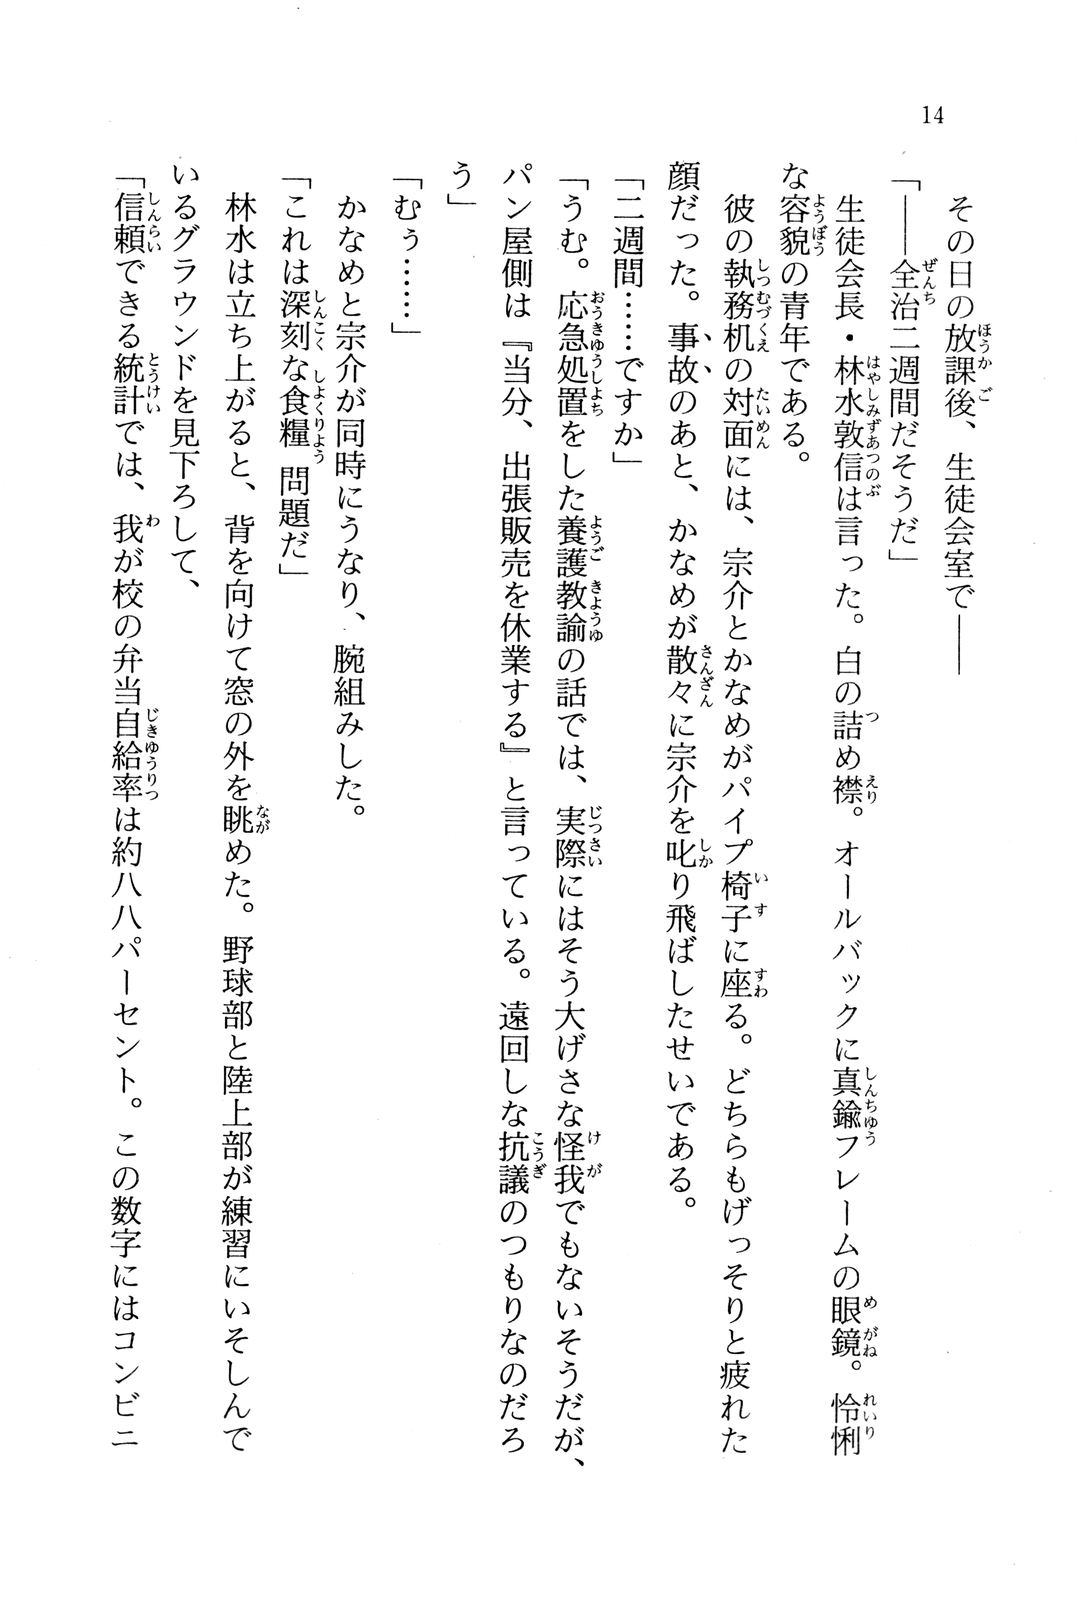 14
その日の放課後、生徒会室で――
「――全治二週間だそうだ」
生徒会長・林水敦信は言った。白の詰め襟。オールバックに真鍮フレームの眼鏡。怜悧
な容貌の青年である。
彼の執務机の対面には、宗介とかなめがパイプ椅子に座る。どちらもげっそりと疲れた
顔だった。事故のあと、かなめが散々に宗介を叱り飛ばしたせいである。
「二週間……ですか」
「うむ。応急処置をした養護教諭の話では、実際にはそう大げさな怪我でもないそうだが、
パン屋側は『当分、出張販売を休業する』と言っている。遠回しな抗議のつもりなのだろ
う」
「むぅ……」
かなめと宗介が同時にうなり、腕組みした。
「これは深刻な食糧問題だ」
林水は立ち上がると、背を向けて窓の外を眺めた。野球部と陸上部が練習にいそしんで
いるグラウンドを見下ろして、
「信頼できる統計では、我が校の弁当自給率は約八八パーセント。この数字にはコンビニ